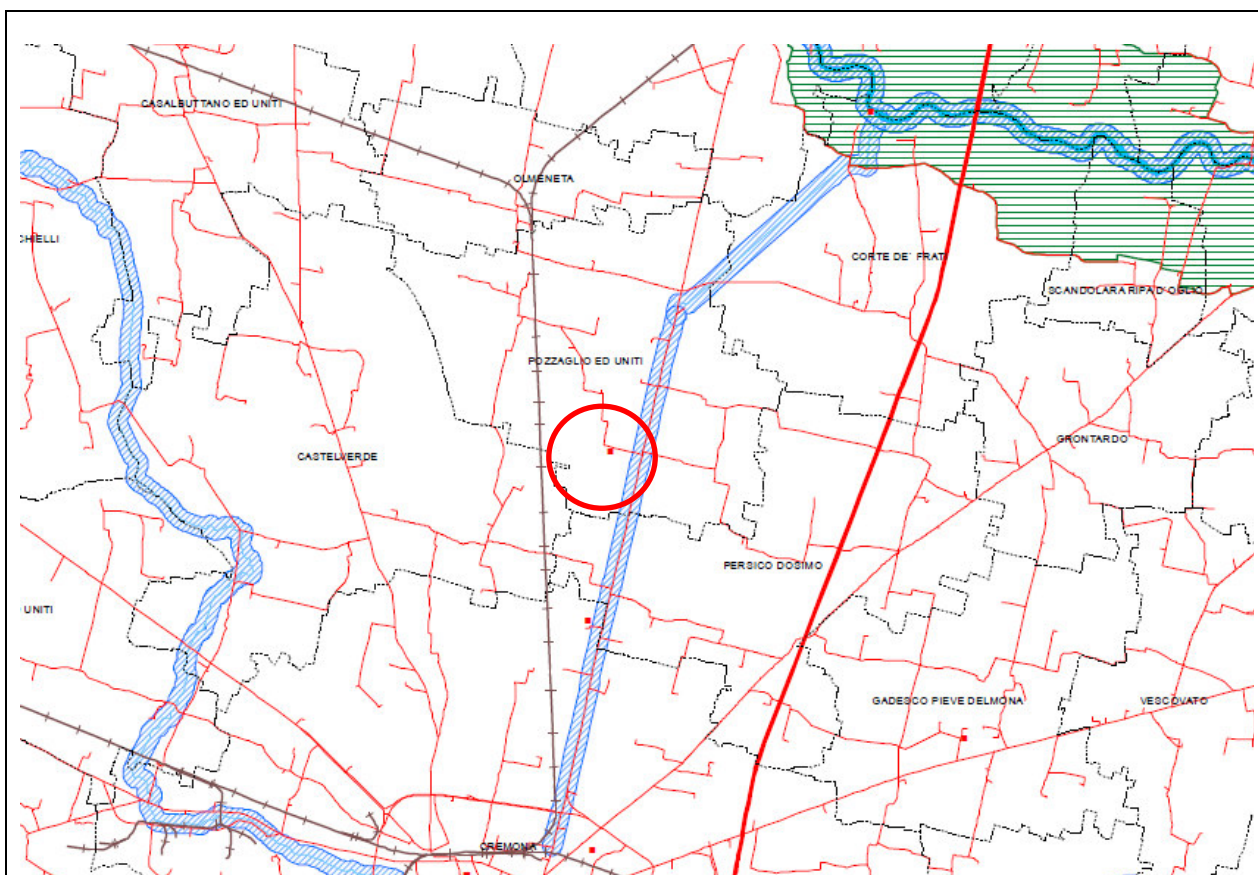 CASALBUTTANO ED UNITI
OLMENETA
CHIELLI
CORTE DE' FRATI
SCANDOLARA RIPA D'OGLIO
POZZAGLIO ED UNITI
GRONTARDO
CASTELVERDE
PERSICO DOSIMO
UNITI
GADESCO PIEVE DELMONA
VESCOVATO
CREMONA